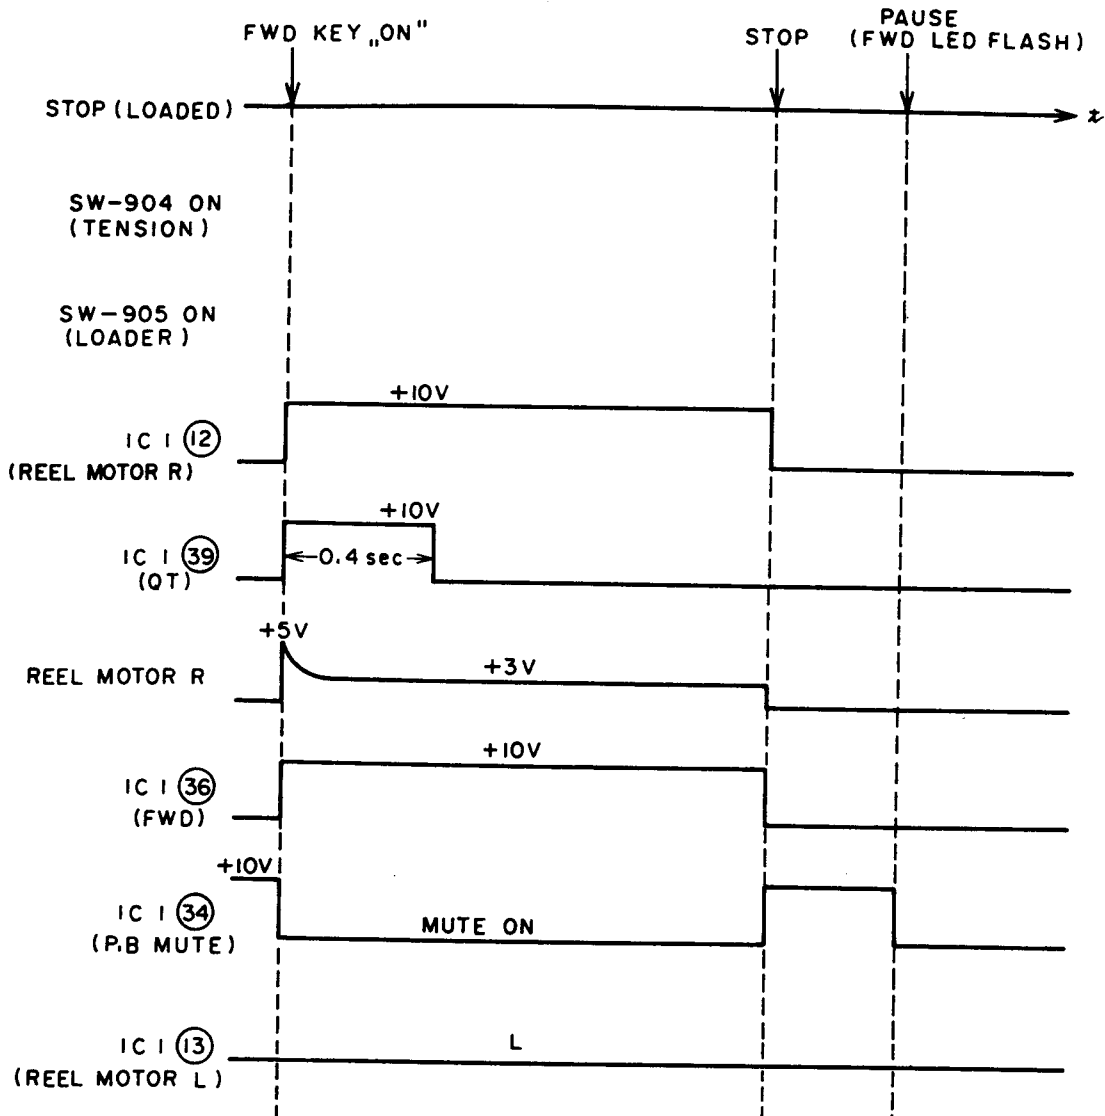 FWD KEY „ON"
STOP
PAUSE
(FWD LED FLASH)
STOP (LOADED)
t
SW-904 ON
(TENSION)
SW-905 ON
(LOADER)
+10V
IC 1 12
(REEL MOTOR R)
+10V
0.4 sec
IC 1 39
(QT)
+5V
REEL MOTOR R
+3V
+10V
IC 1 36
(FWD)
+10V
IC 1 34
(P.B MUTE)
MUTE ON
L
IC 1 13
(REEL MOTOR L)